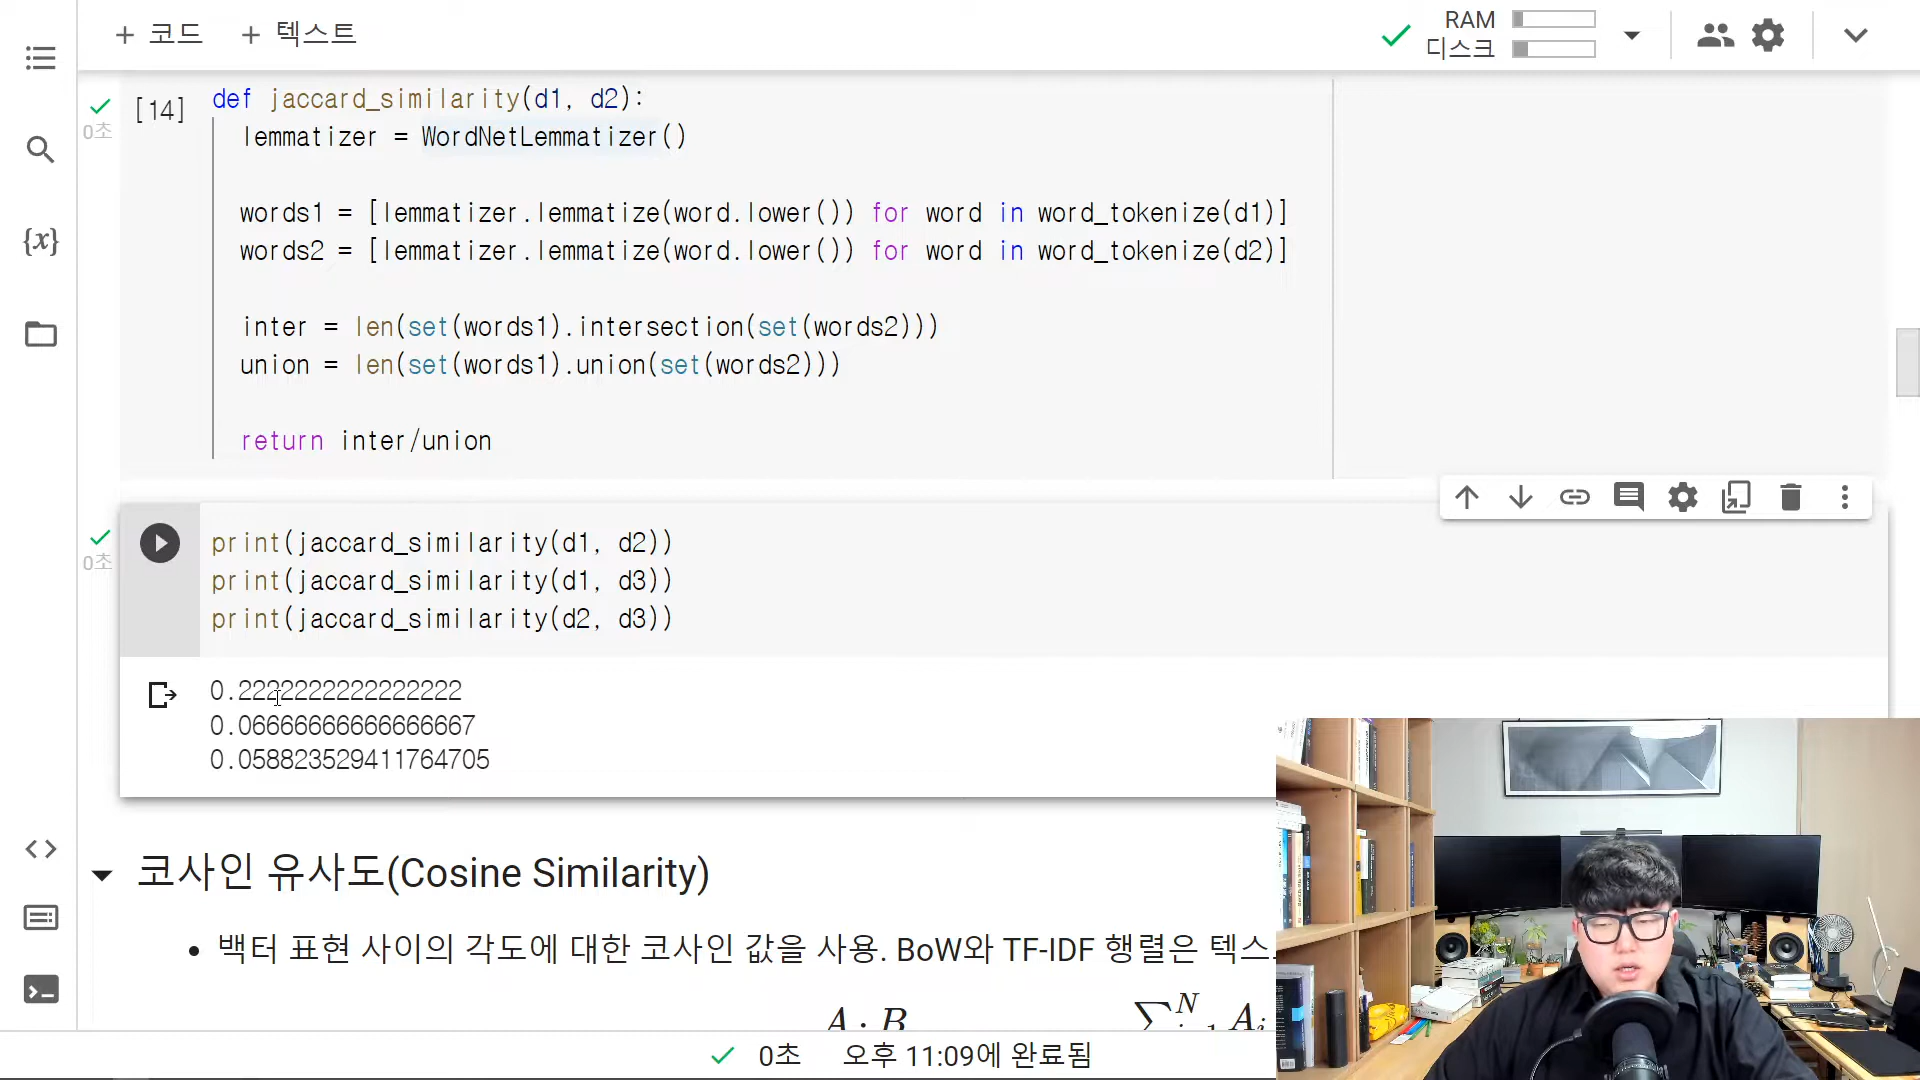 + 코드
+ 텍스트
RAM
디스크
{x}
0초
[14]
def jaccard_similarity(d1, d2):
lemmatizer = WordNetLemmatizer()
words1 = [lemmatizer.lemmatize(word.lower()) for word in word_tokenize(d1)]
words2 = [lemmatizer.lemmatize(word.lower()) for word in word_tokenize(d2)]
inter = len(set(words1).intersection(set(words2)))
union = len(set(words1).union(set(words2)))
return inter/union
0초
print(jaccard_similarity(d1, d2))
print(jaccard_similarity(d1, d3))
print(jaccard_similarity(d2, d3))
0.2222222222222222
0.06666666666666667
0.058823529411764705
코사인 유사도(Cosine Similarity)
• 백터 표현 사이의 각도에 대한 코사인 값을 사용. BoW와 TF-IDF 행렬은
A · B
0초 오후 11:09에 완료됨